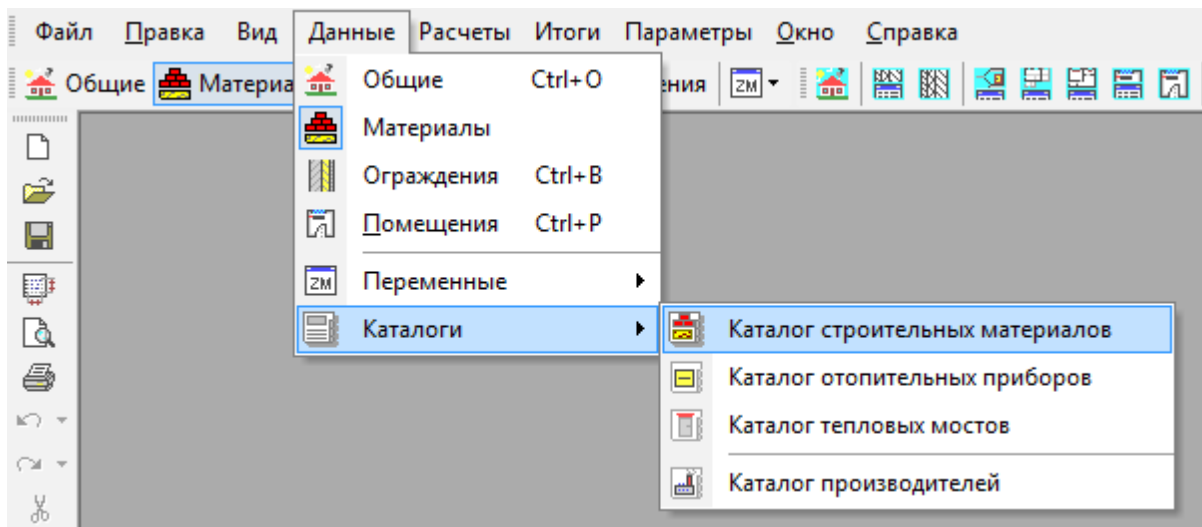 Файл Правка Вид Данные Расчеты Итоги Параметры Окно Справка
Общие Материа ения ZM
Общие Ctrl+O
Материалы
Ограждения Ctrl+B
Помещения Ctrl+P
ZM Переменные
Каталоги
Каталог строительных материалов
Каталог отопительных приборов
Каталог тепловых мостов
Каталог производителей